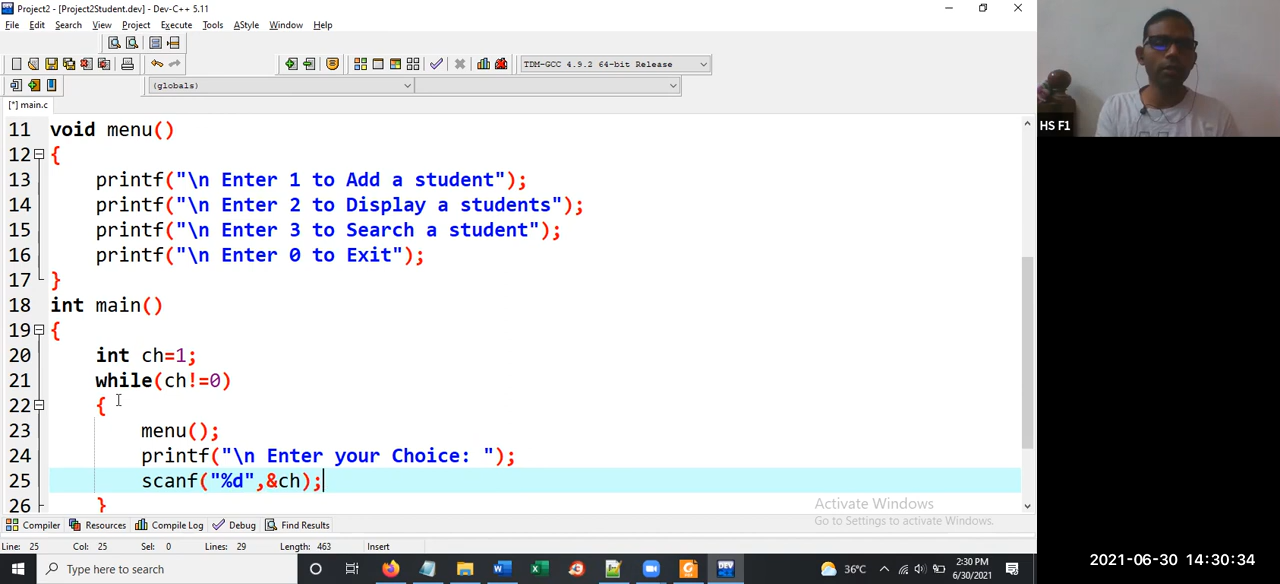 Project2 - [Project2Student.dev] - Dev-C++ 5.11
File Edit Search View Project Execute Tools AStyle Window Help
TDM-GCC 4.9.2 64-bit Release
(globals)
[*] main.c
HS F1
11 void menu()
12 {
13 printf("\n Enter 1 to Add a student");
14 printf("\n Enter 2 to Display a students");
15 printf("\n Enter 3 to Search a student");
16 printf("\n Enter 0 to Exit");
17 }
18 int main()
19 {
20 int ch=1;
21 while(ch!=0)
22 {
23 menu();
24 printf("\n Enter your Choice: ");
25 scanf("%d",&ch);
26 }
Activate Windows
Go to Settings to activate Windows.
Compiler Resources Compile Log Debug Find Results
Line: 25 Col: 25 Sel: 0 Lines: 29 Length: 463 Insert
Type here to search
DEV
36°C
2:30 PM
6/30/2021
2021-06-30 14:30:34